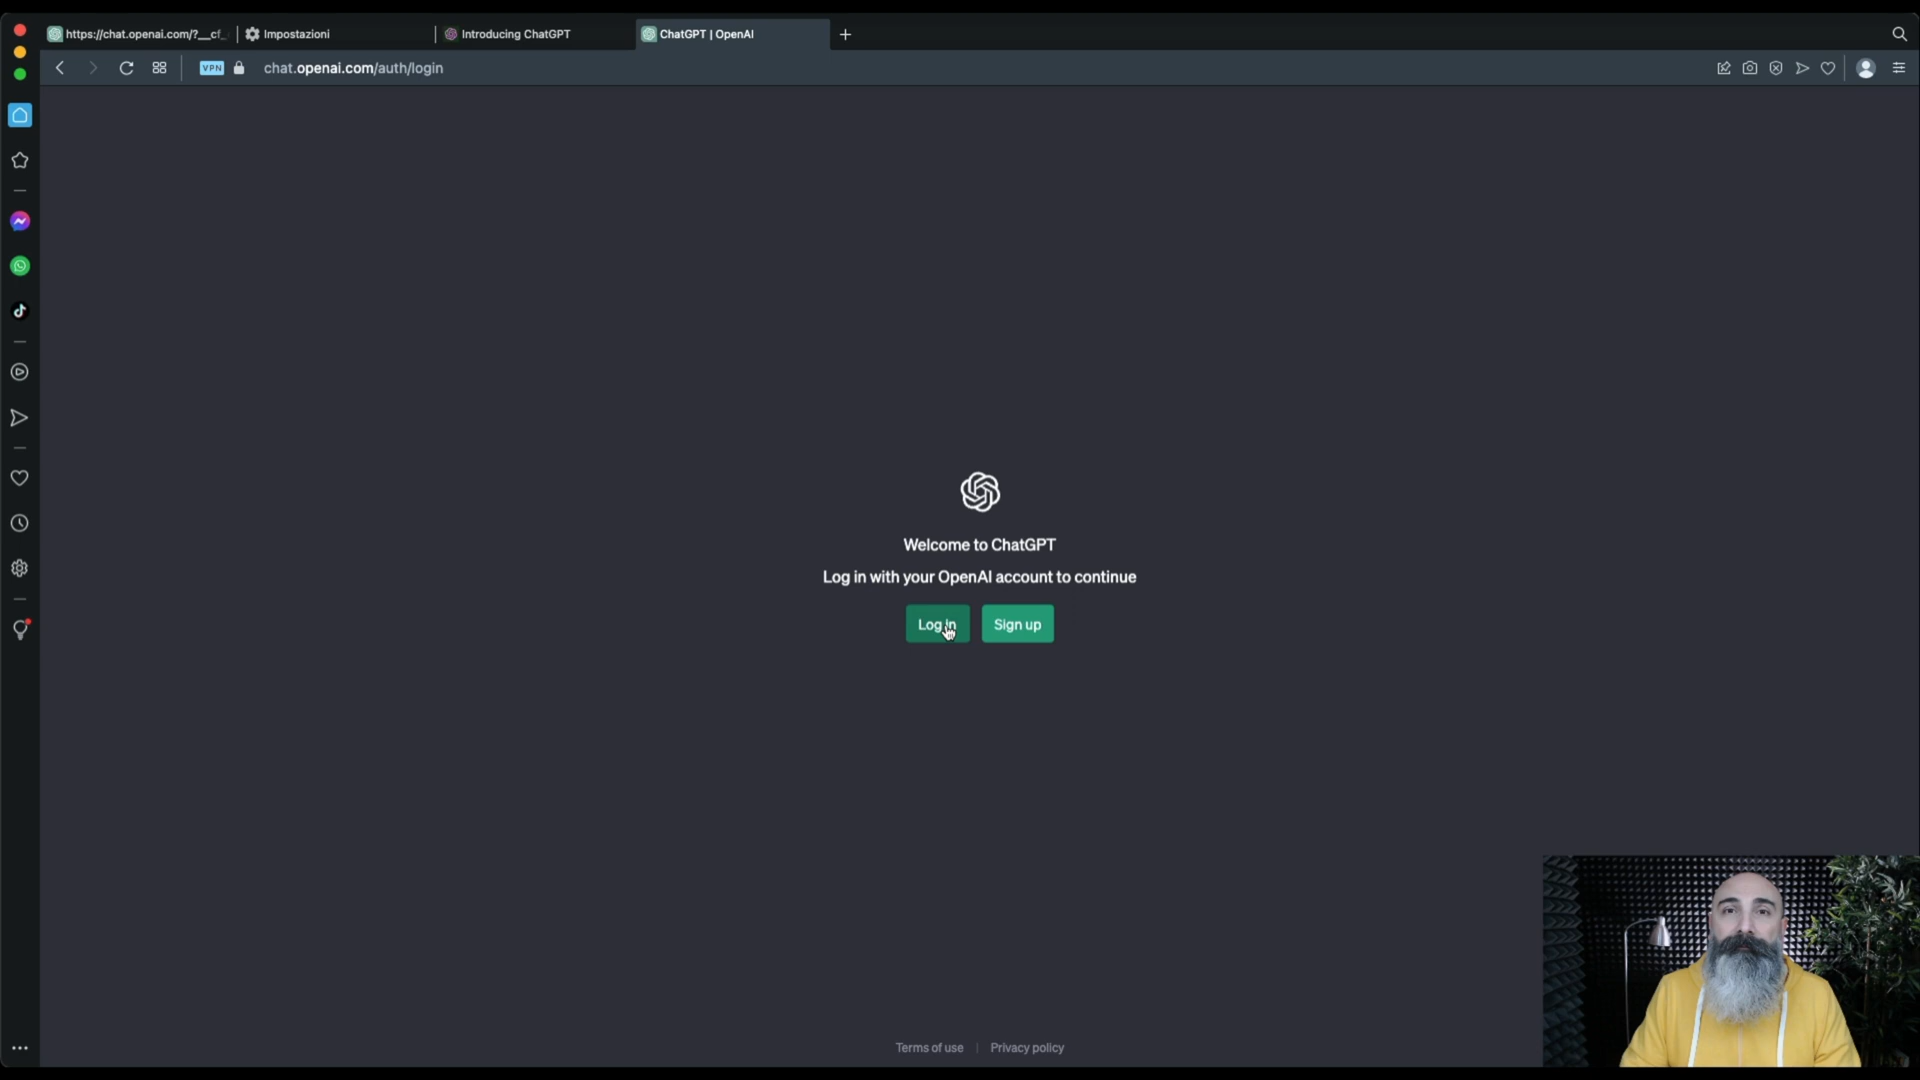 https://chat.openai.com/?__cf_
Impostazioni
Introducing ChatGPT
ChatGPT | OpenAI
VPN
chat.openai.com/auth/login
Welcome to ChatGPT
Log in with your OpenAI account to continue
Log in
Sign up
Terms of use
Privacy policy